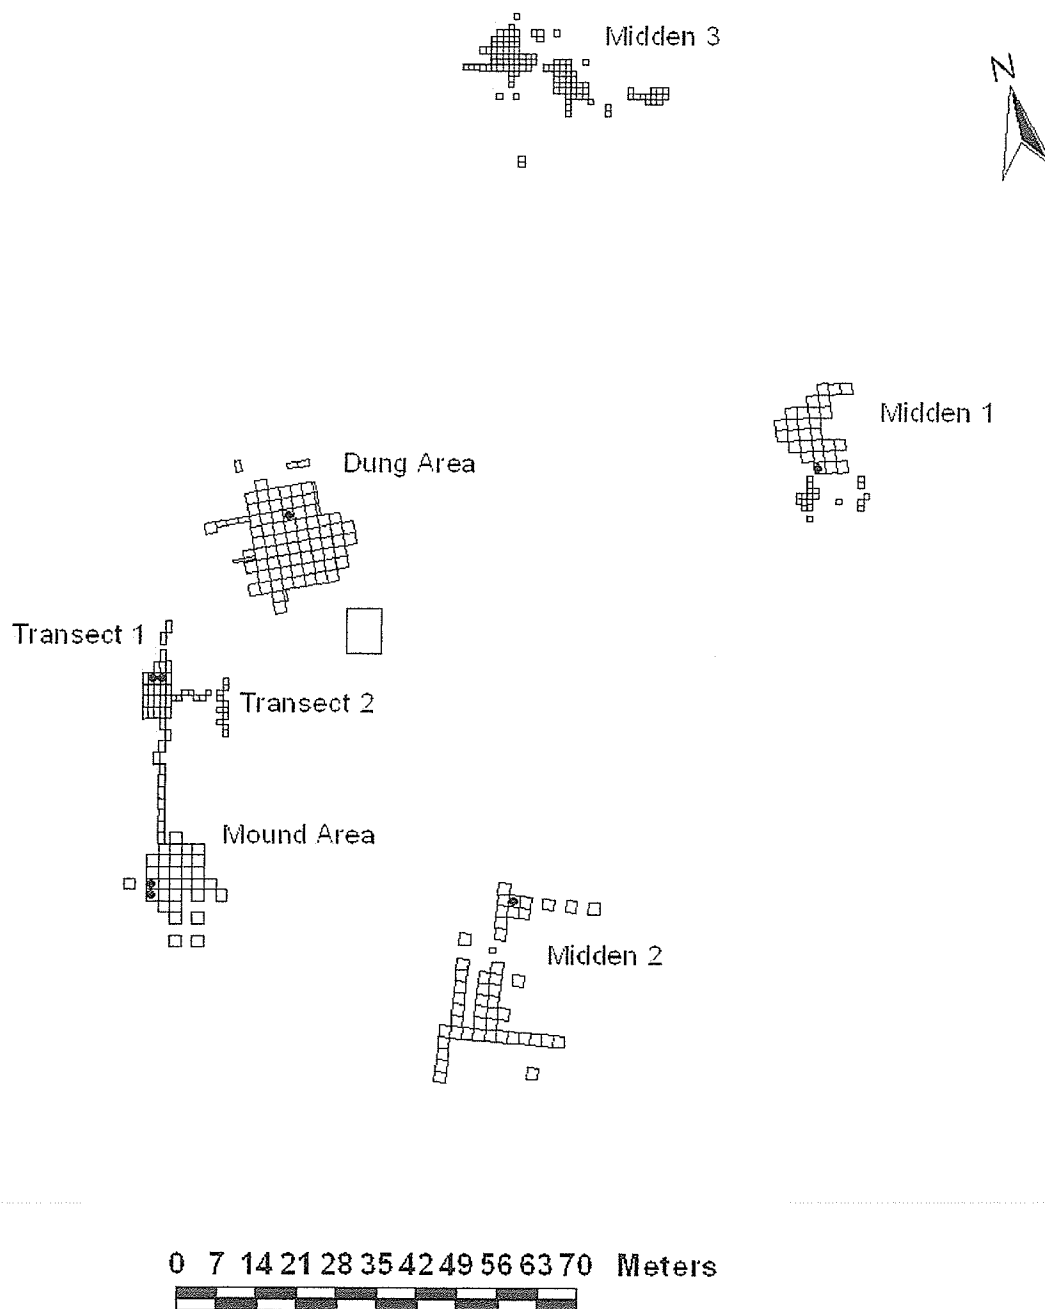 Midden 3
N
Midden 1
Dung Area
Transect 1
Transect 2
Mound Area
Midden 2
0 7 14 21 28 35 42 49 56 63 70 Meters